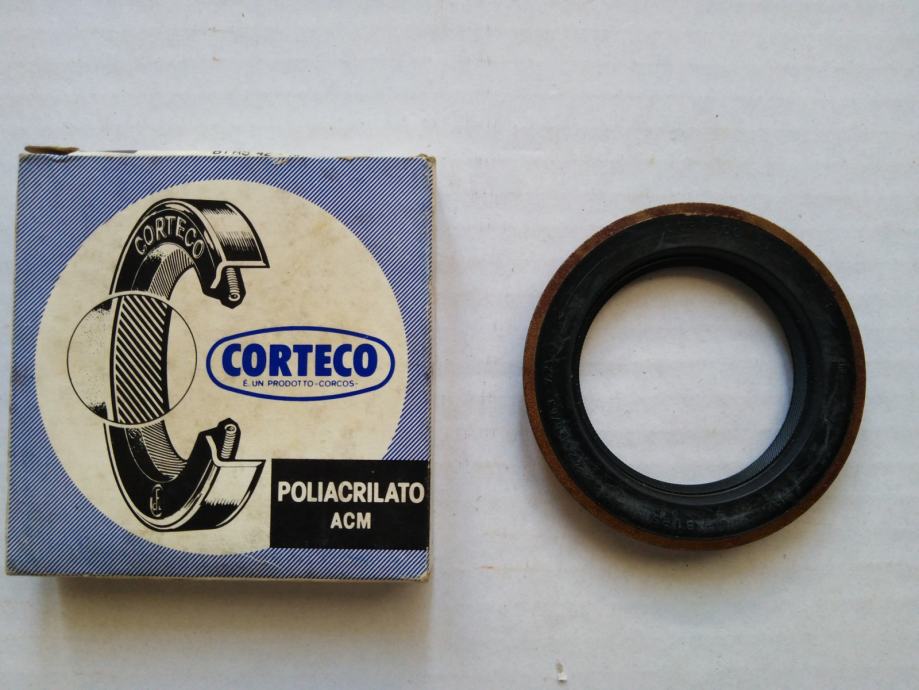 CORTECO
CORTECO
È UN PRODOTTO-CORCOS-
POLIACRILATO
ACM